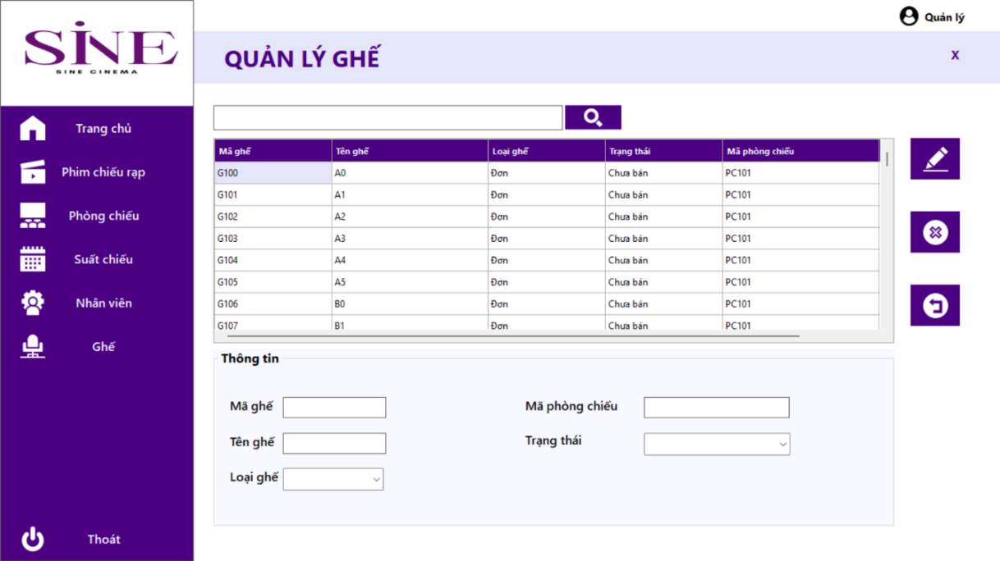 SINE
SINE CINEMA
Quản lý
QUẢN LÝ GHẾ
X
Trang chủ
Phim chiếu rạp
Phòng chiếu
Suất chiếu
Nhân viên
Ghế
Thoát
Mã ghế Tên ghế Loại ghế Trạng thái Mã phòng chiếu
G100 A0 Đơn Chưa bán PC101
G101 A1 Đơn Chưa bán PC101
G102 A2 Đơn Chưa bán PC101
G103 A3 Đơn Chưa bán PC101
G104 A4 Đơn Chưa bán PC101
G105 A5 Đơn Chưa bán PC101
G106 B0 Đơn Chưa bán PC101
G107 B1 Đơn Chưa bán PC101
Thông tin
Mã ghế Mã phòng chiếu
Tên ghế Trạng thái
Loại ghế